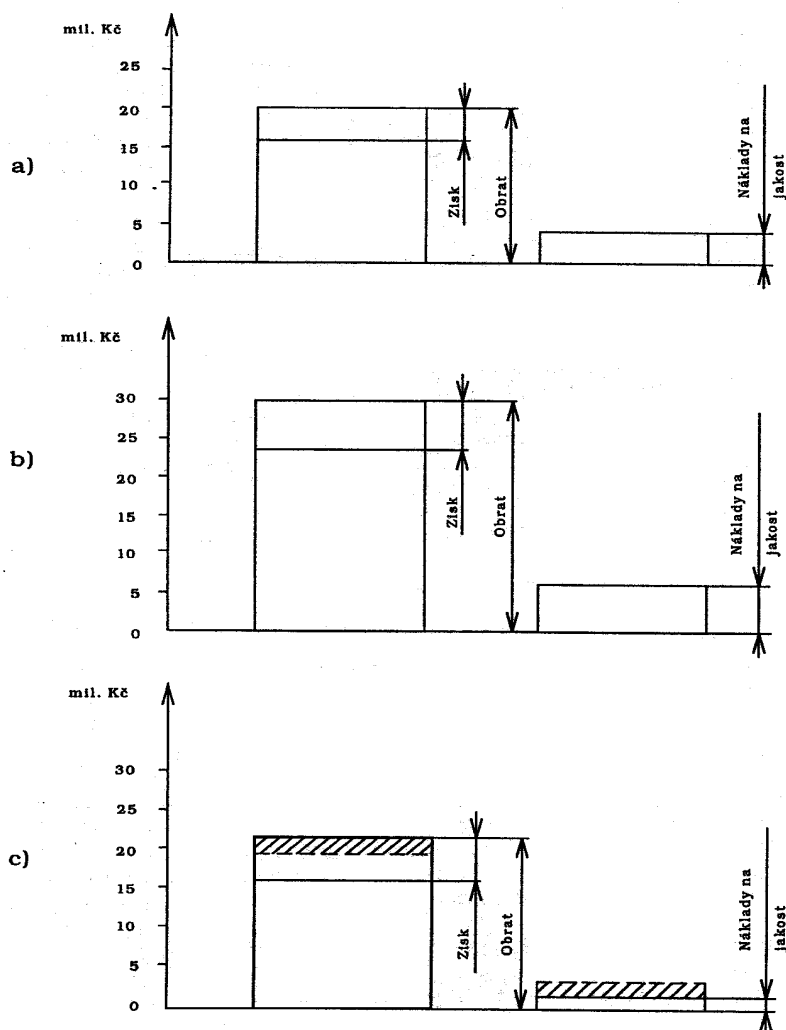 a)
mil. Kč
25
20
15
10
5
0
Zisk
Obrat
Náklady na
jakost
b)
mil. Kč
30
25
20
15
10
5
0
Zisk
Obrat
Náklady na
jakost
c)
mil. Kč
30
25
20
15
10
5
0
Zisk
Obrat
Náklady na
jakost